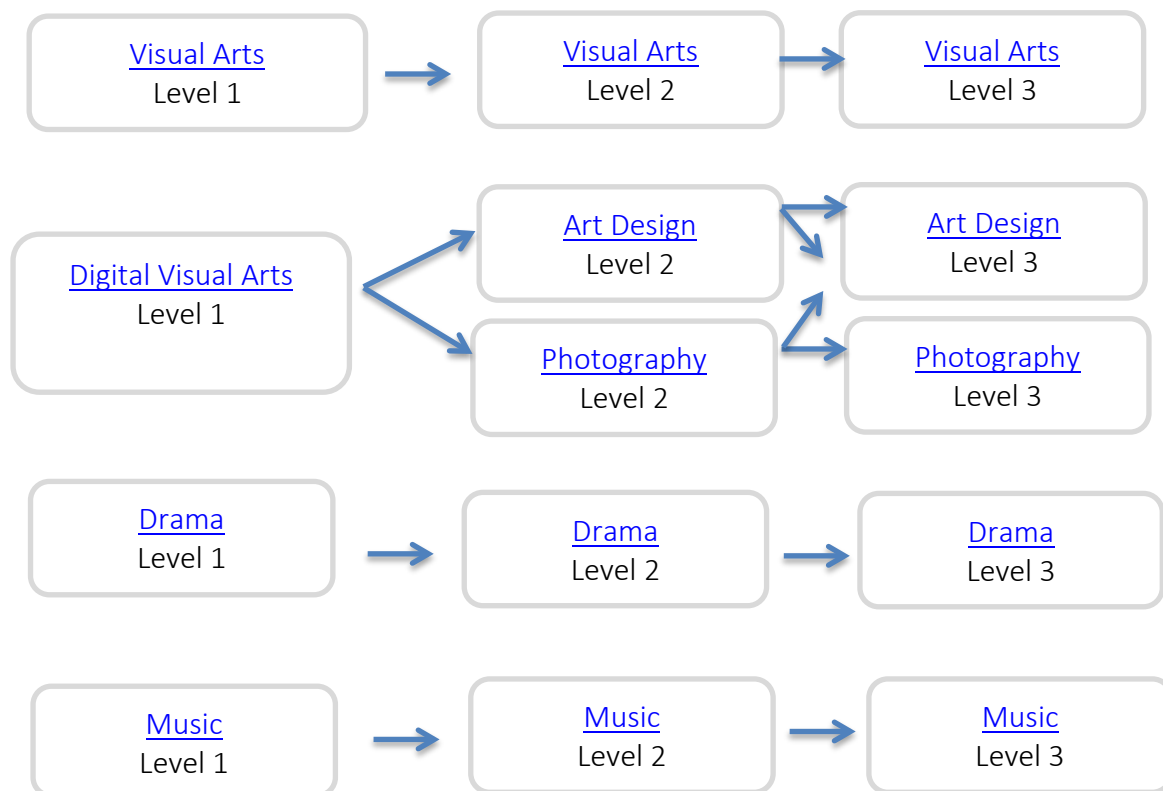 Visual Arts
Level 1
Visual Arts
Level 2
Visual Arts
Level 3
Digital Visual Arts
Level 1
Art Design
Level 2
Art Design
Level 3
Photography
Level 2
Photography
Level 3
Drama
Level 1
Drama
Level 2
Drama
Level 3
Music
Level 1
Music
Level 2
Music
Level 3